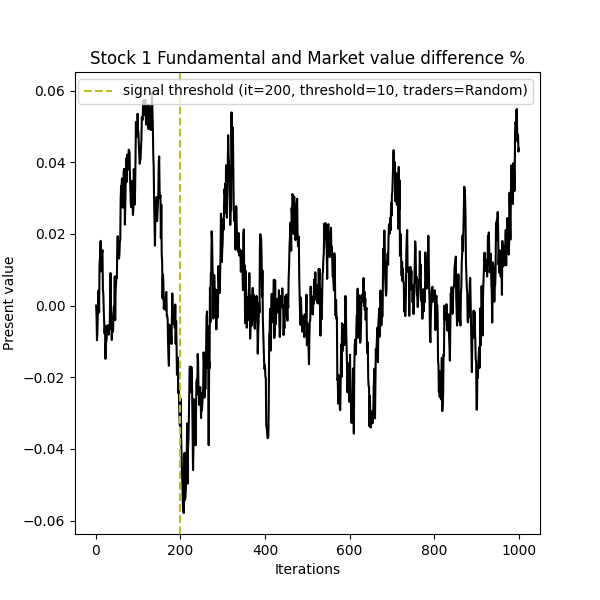 Stock 1 Fundamental and Market value difference %
signal threshold (it=200, threshold=10, traders=Random)
0.06
0.04
0.02
0.00
−0.02
−0.04
−0.06
Present value
0 200 400 600 800 1000
Iterations